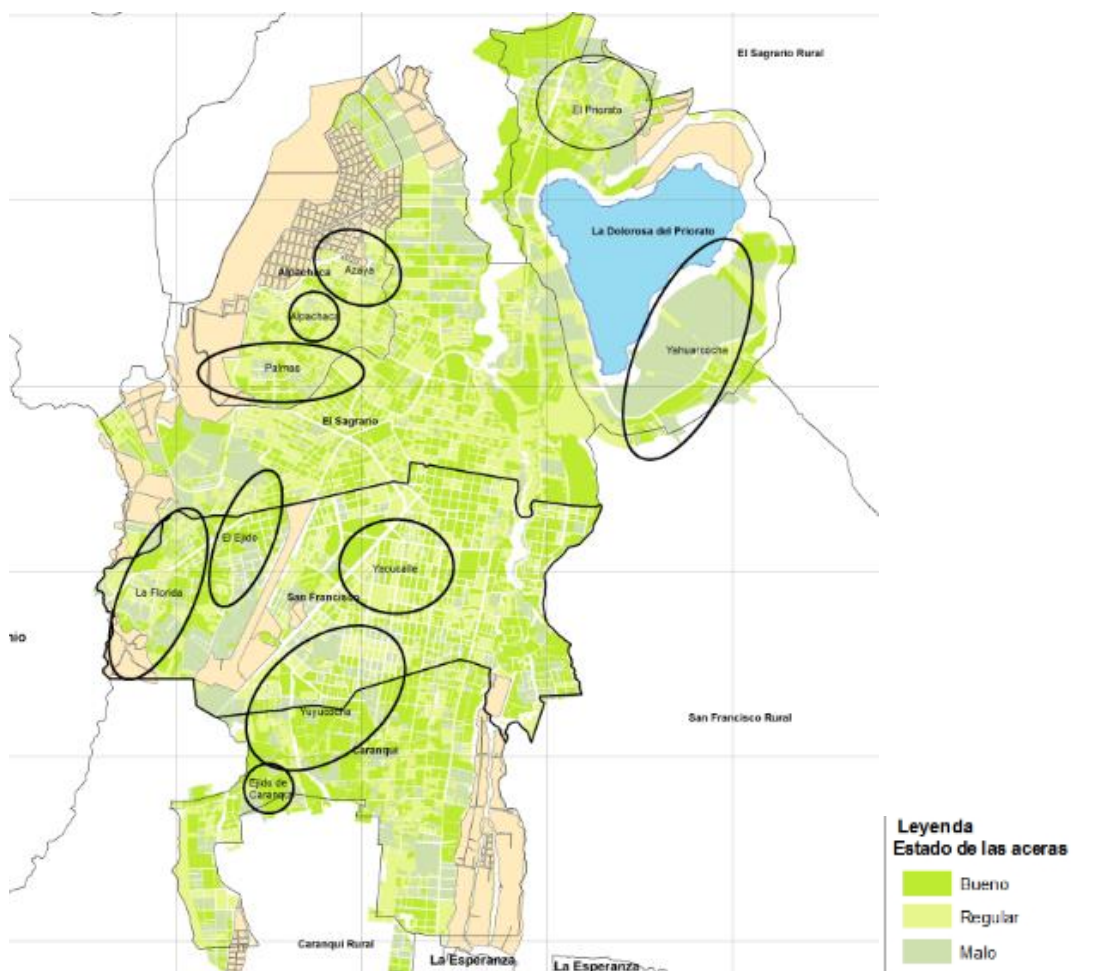 El Sagrario Rural
El Priorato
La Dolorosa del Priorato
Alpachaca
Azaya
Alpachaca
Yahuarcocha
Palmas
El Sagrario
El Ejido
Yacucalle
La Florida
San Francisco
nio
Yuyucocha
San Francisco Rural
Caranqui
Ejido de
Caranqui
Leyenda
Estado de las aceras
Bueno
Regular
Malo
Caranqui Rural
La Esperanza
La Esperanza